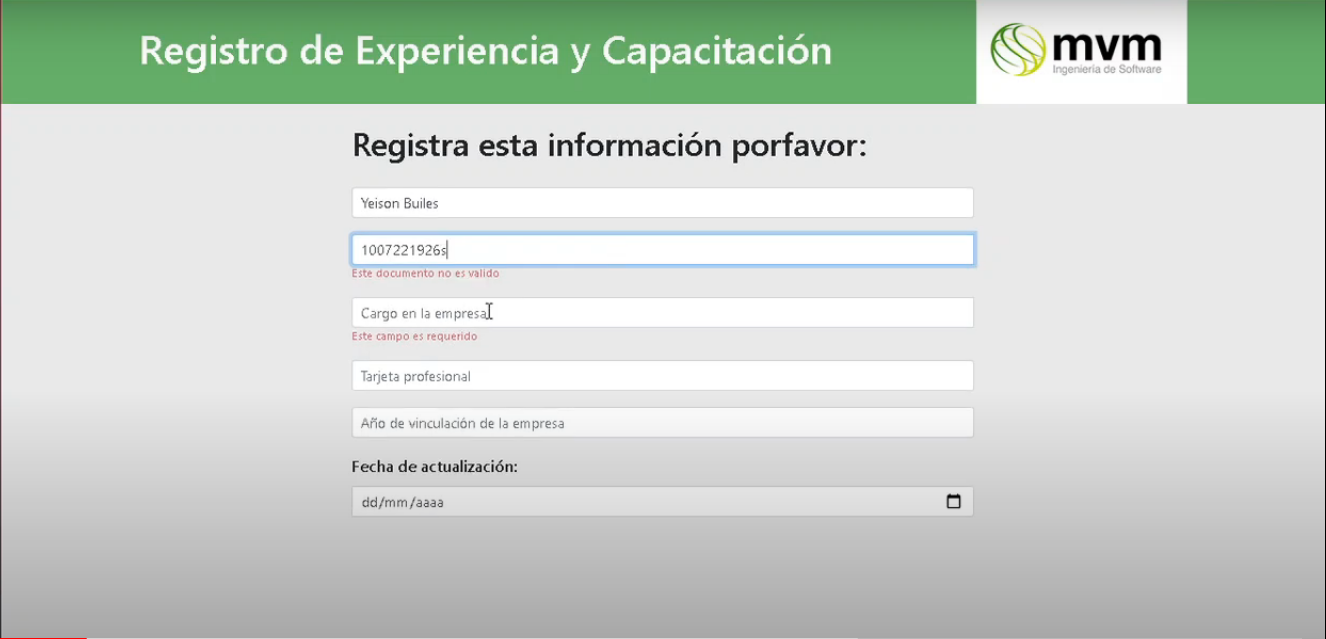 Registro de Experiencia y Capacitación
mvm
Ingeniería de Software
Registra esta información porfavor:
Yeison Builes
1007221926s
Este documento no es valido
Cargo en la empresa
Este campo es requerido
Tarjeta profesional
Año de vinculación de la empresa
Fecha de actualización:
dd/mm/aaaa